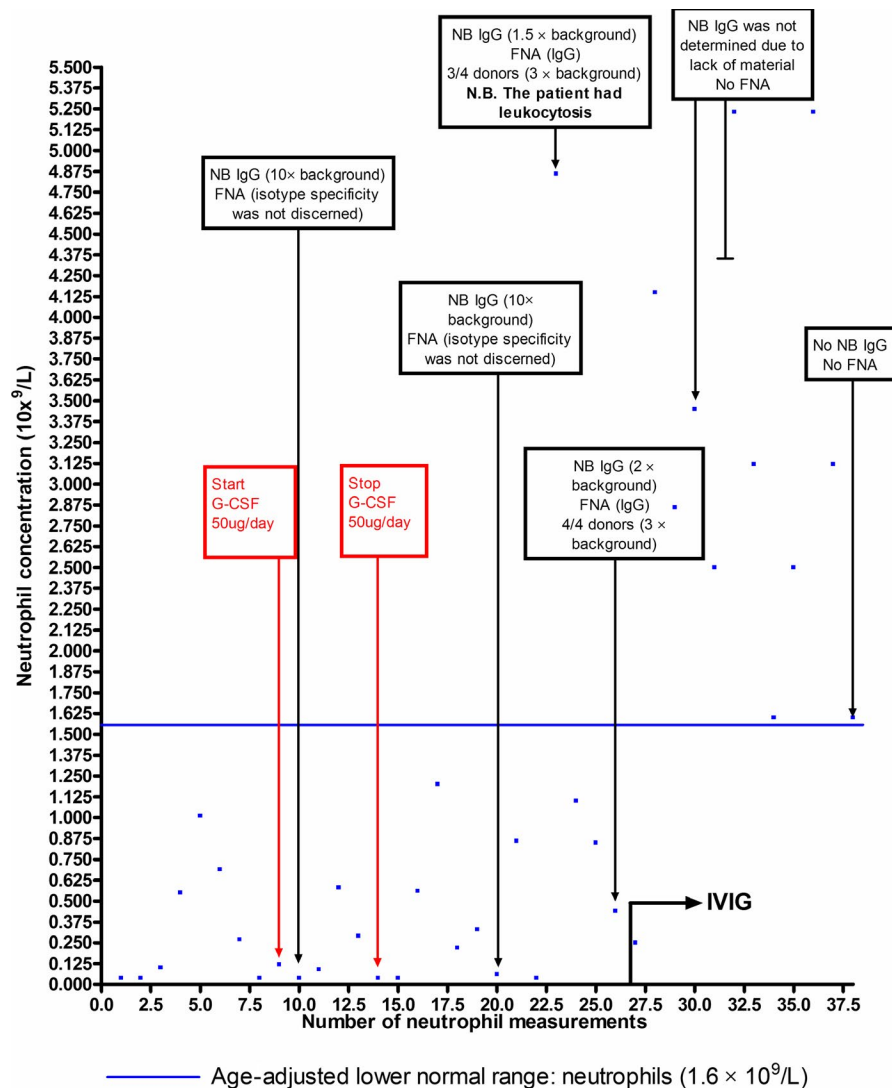 NB IgG (1.5 × background)
FNA (IgG)
3/4 donors (3 × background)
N.B. The patient had
leukocytosis
NB IgG was not
determined due to
lack of material
No FNA
NB IgG (10× background)
FNA (isotype specificity
was not discerned)
NB IgG (10×
background)
FNA (isotype specificity
was not discerned)
No NB IgG
No FNA
Start
G-CSF
50ug/day
Stop
G-CSF
50ug/day
NB IgG (2 ×
background)
FNA (IgG)
4/4 donors (3 ×
background)
IVIG
Neutrophil concentration (10x⁹/L)
5.500
5.375
5.250
5.125
5.000
4.875
4.750
4.625
4.500
4.375
4.250
4.125
4.000
3.875
3.750
3.625
3.500
3.375
3.250
3.125
3.000
2.875
2.750
2.625
2.500
2.375
2.250
2.125
2.000
1.875
1.750
1.625
1.500
1.375
1.250
1.125
1.000
0.875
0.750
0.625
0.500
0.375
0.250
0.125
0.000
0.0 2.5 5.0 7.5 10.0 12.5 15.0 17.5 20.0 22.5 25.0 27.5 30.0 32.5 35.0 37.5
Number of neutrophil measurements
Age-adjusted lower normal range: neutrophils (1.6 × 10⁹/L)